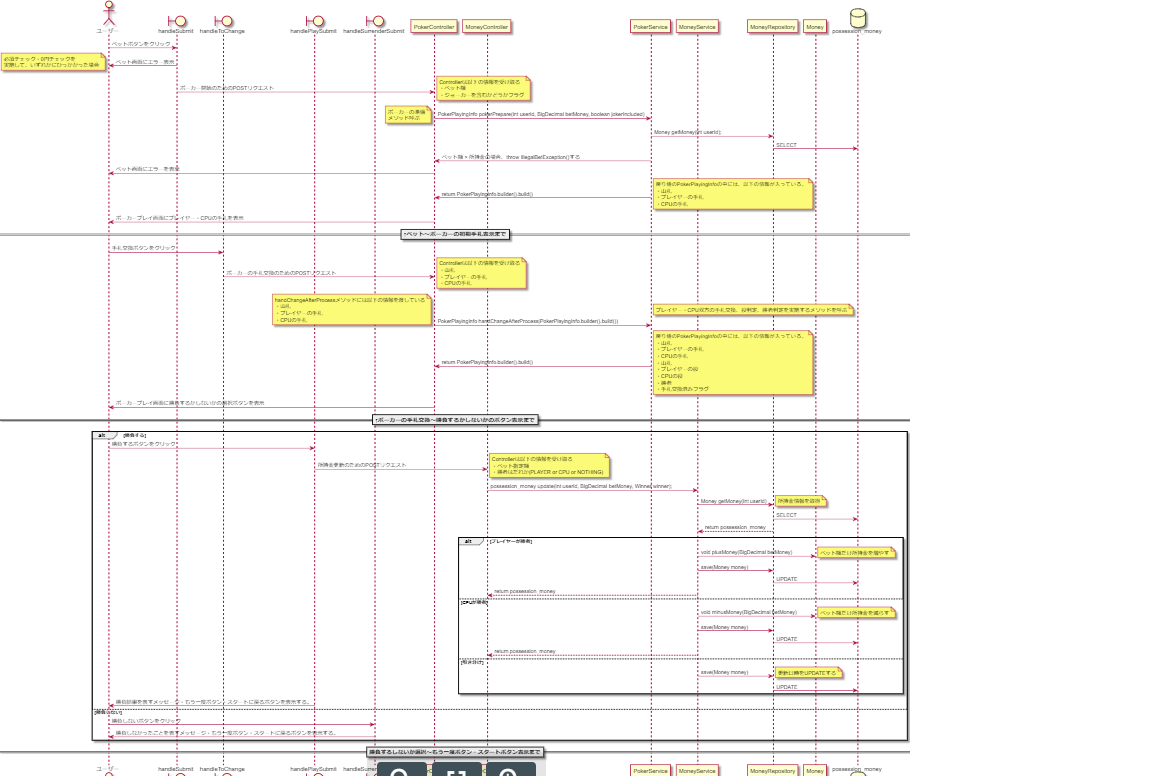 ユーザー
handleSubmit
handleToChange
handlePlaySubmit
handleSurrenderSubmit
PokerController
MoneyController
PokerService
MoneyService
MoneyRepository
Money
possession_money
ベットボタンをクリック
必須チェック・0円チェックを
実施して、いずれかにひっかかった場合
ベット画面にエラー表示
Controllerは以下の情報を受け取る
・ベット額
・ジョーカーを含むかどうかフラグ
ポーカー開始のためのPOSTリクエスト
ポーカーの準備
メソッド呼ぶ
PokerPlayingInfo pokerPrepare(int userId, BigDecimal betMoney, boolean jokerIncluded)
Money getMoney(int userId);
SELECT
ベット額 > 所持金の場合、throw illegalBetException()する
ベット画面にエラーを表示
戻り値のPokerPlayingInfoの中には、以下の情報が入っている。
・山札
・プレイヤーの手札
・CPUの手札
return PokerPlayingInfo.builder().build()
ポーカープレイ画面にプレイヤー・CPUの手札を表示
↑ベット～ポーカーの初期手札表示まで
手札交換ボタンをクリック
Controllerは以下の情報を受け取る
・山札
・プレイヤーの手札
・CPUの手札
ポーカーの手札交換のためのPOSTリクエスト
handChangeAfterProcessメソッドには以下の情報を渡している
・山札
・プレイヤーの手札
・CPUの手札
プレイヤー・CPU双方の手札交換、役判定、勝者判定を実施するメソッドを呼ぶ
PokerPlayingInfo handChangeAfterProcess(PokerPlayingInfo.builder().build())
戻り値のPokerPlayingInfoの中には、以下の情報が入っている。
・山札
・プレイヤーの手札
・CPUの手札
・山札
・プレイヤーの役
・CPUの役
・勝者
・手札交換済みフラグ
return PokerPlayingInfo.builder().build()
ポーカープレイ画面に勝負するかしないかの選択ボタンを表示
↑ポーカーの手札交換～勝負するかしないかのボタン表示まで
alt
[勝負する]
勝負するボタンをクリック
Controllerは以下の情報を受け取る
・ベット指定額
・勝者はだれか(PLAYER or CPU or NOTHING)
所持金更新のためのPOSTリクエスト
possession_money update(int userId, BigDecimal betMoney, Winner winner);
Money getMoney(int userId)
所持金情報を取得
SELECT
return possession_money
alt
[プレイヤーが勝者]
void plusMoney(BigDecimal betMoney)
ベット額だけ所持金を増やす
save(Money money)
UPDATE
return possession_money
[CPUが勝者]
void minusMoney(BigDecimal betMoney)
ベット額だけ所持金を減らす
save(Money money)
UPDATE
return possession_money
[引き分け]
save(Money money)
更新日時をUPDATEする
UPDATE
勝負結果を表すメッセージ・もう一度ボタン・スタートに戻るボタンを表示する。
[勝負しない]
勝負しないボタンをクリック
勝負しなかったことを表すメッセージ・もう一度ボタン・スタートに戻るボタンを表示する。
勝負するしないか選択～もう一度ボタン・スタートボタン表示まで
ユーザー
handleSubmit
handleToChange
handlePlaySubmit
PokerService
MoneyService
MoneyRepository
Money
possession_money